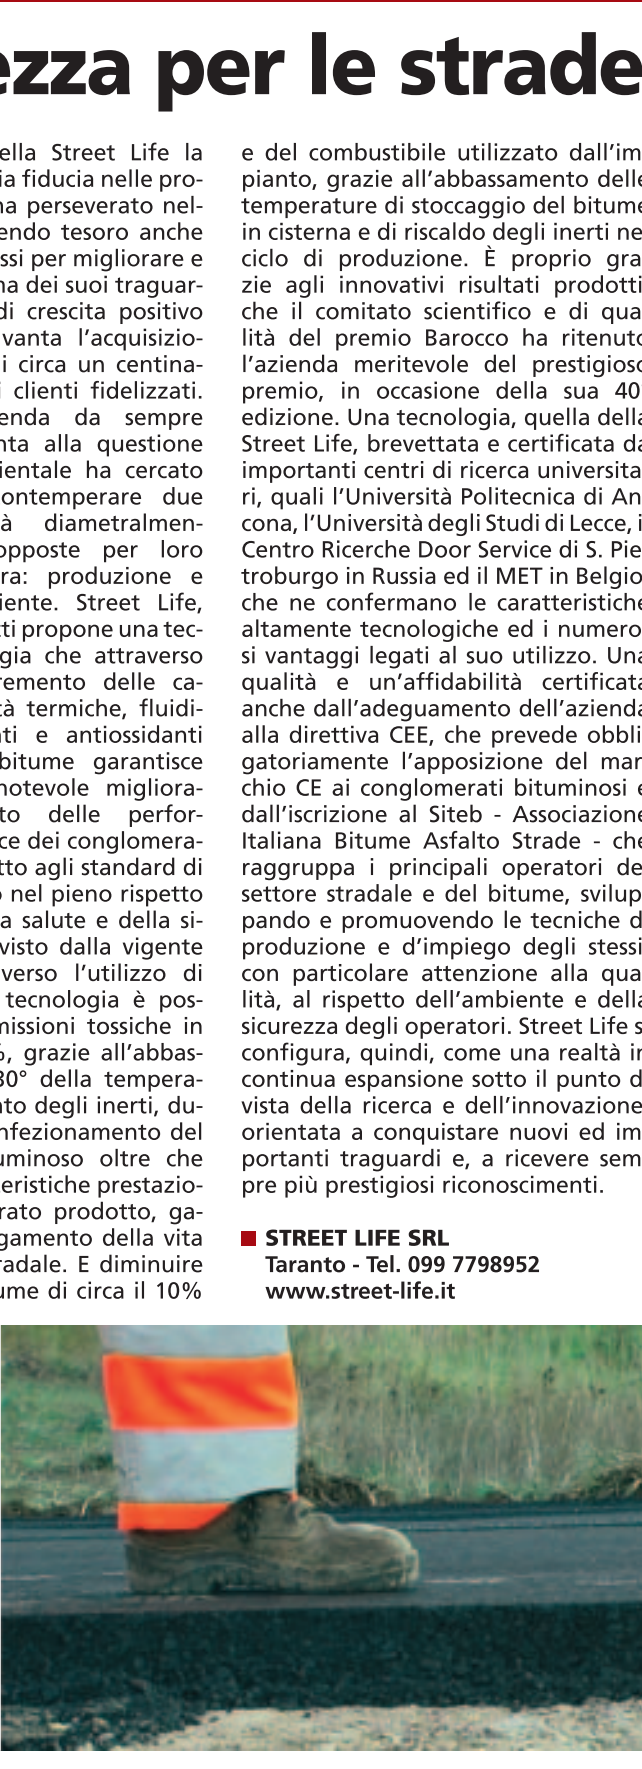 ezza per le strade
ella Street Life la
ia fiducia nelle pro-
na perseverato nel-
endo tesoro anche
ssi per migliorare e
na dei suoi traguar-
di crescita positivo
vanta l'acquisizio-
i circa un centina-
i clienti fidelizzati.
enda da sempre
nta alla questione
ientale ha cercato
ontemperare due
à diametralmen-
opposte per loro
ra: produzione e
iente. Street Life,
ti propone una tec-
gia che attraverso
remento delle ca-
tà termiche, fluidi-
ti e antiossidanti
bitume garantisce
notevole migliora-
to delle perfor-
ce dei conglomera-
tto agli standard di
o nel pieno rispetto
a salute e della si-
visto dalla vigente
verso l'utilizzo di
tecnologia è pos-
missioni tossiche in
%, grazie all'abbas-
30° della tempera-
nto degli inerti, du-
nfezionamento del
uminoso oltre che
teristiche prestazio-
rato prodotto, ga-
gamento della vita
radale. E diminuire
ume di circa il 10%
e del combustibile utilizzato dall'im
pianto, grazie all'abbassamento delle
temperature di stoccaggio del bitume
in cisterna e di riscaldo degli inerti ne
ciclo di produzione. È proprio gra
zie agli innovativi risultati prodotti
che il comitato scientifico e di qua
lità del premio Barocco ha ritenuto
l'azienda meritevole del prestigioso
premio, in occasione della sua 40
edizione. Una tecnologia, quella della
Street Life, brevettata e certificata da
importanti centri di ricerca universita
ri, quali l'Università Politecnica di An
cona, l'Università degli Studi di Lecce, i
Centro Ricerche Door Service di S. Pie
troburgo in Russia ed il MET in Belgio
che ne confermano le caratteristiche
altamente tecnologiche ed i numero
si vantaggi legati al suo utilizzo. Una
qualità e un'affidabilità certificata
anche dall'adeguamento dell'azienda
alla direttiva CEE, che prevede obbli
gatoriamente l'apposizione del mar
chio CE ai conglomerati bituminosi e
dall'iscrizione al Siteb - Associazione
Italiana Bitume Asfalto Strade - che
raggruppa i principali operatori de
settore stradale e del bitume, svilup
pando e promuovendo le tecniche d
produzione e d'impiego degli stessi
con particolare attenzione alla qua
lità, al rispetto dell'ambiente e della
sicurezza degli operatori. Street Life s
configura, quindi, come una realtà in
continua espansione sotto il punto d
vista della ricerca e dell'innovazione
orientata a conquistare nuovi ed im
portanti traguardi e, a ricevere sem
pre più prestigiosi riconoscimenti.
STREET LIFE SRL
Taranto - Tel. 099 7798952
www.street-life.it